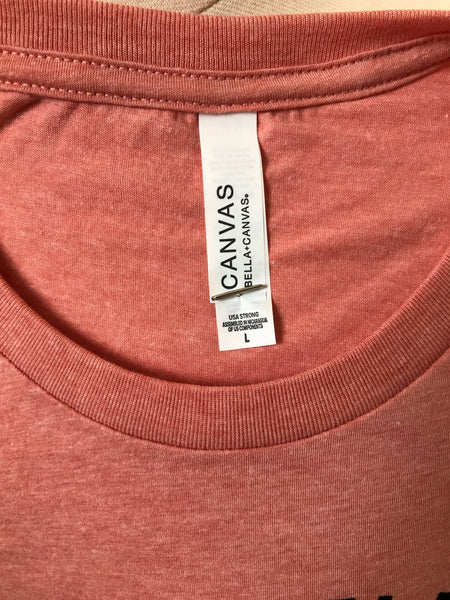 CANVAS
BELLA+CANVAS®
USA STRONG
ASSEMBLED IN NICARAGUA
OF US COMPONENTS
L